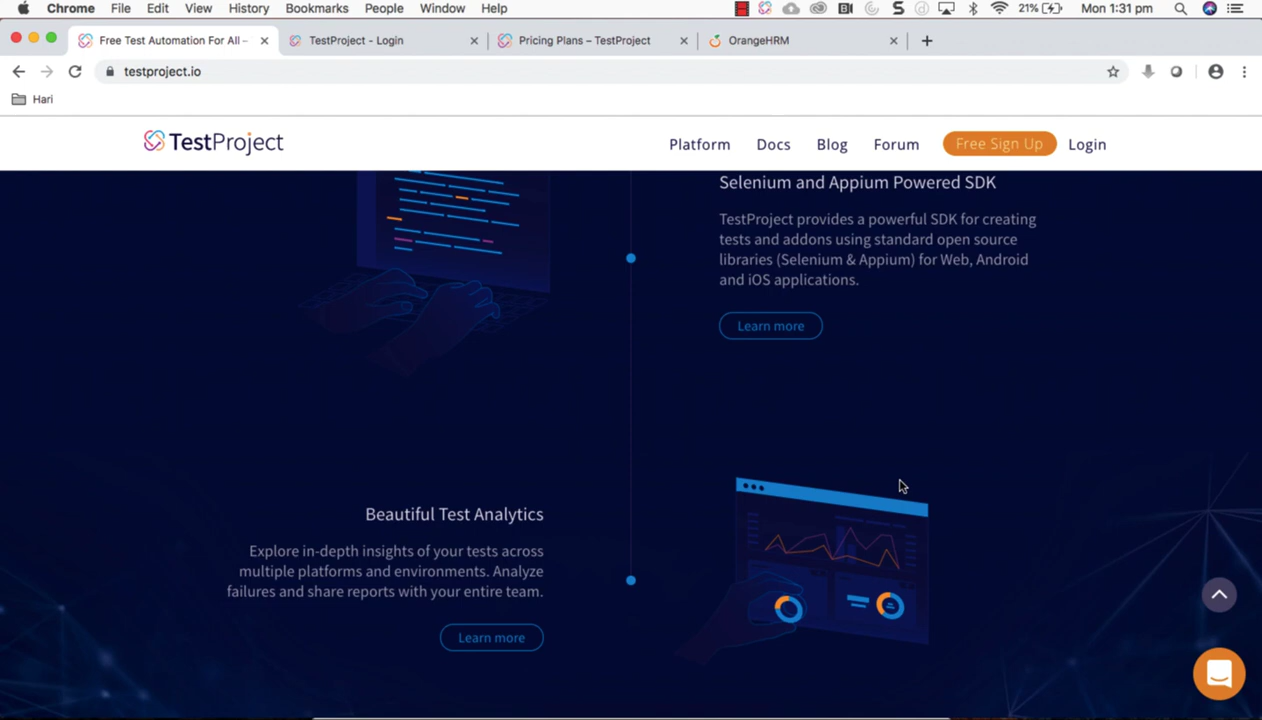 Chrome File Edit View History Bookmarks People Window Help 21% Mon 1:31 pm
Free Test Automation For All – TestProject - Login Pricing Plans – TestProject OrangeHRM
testproject.io
Hari
TestProject Platform Docs Blog Forum Free Sign Up Login
Selenium and Appium Powered SDK
TestProject provides a powerful SDK for creating
tests and addons using standard open source
libraries (Selenium & Appium) for Web, Android
and iOS applications.
Learn more
Beautiful Test Analytics
Explore in-depth insights of your tests across
multiple platforms and environments. Analyze
failures and share reports with your entire team.
Learn more